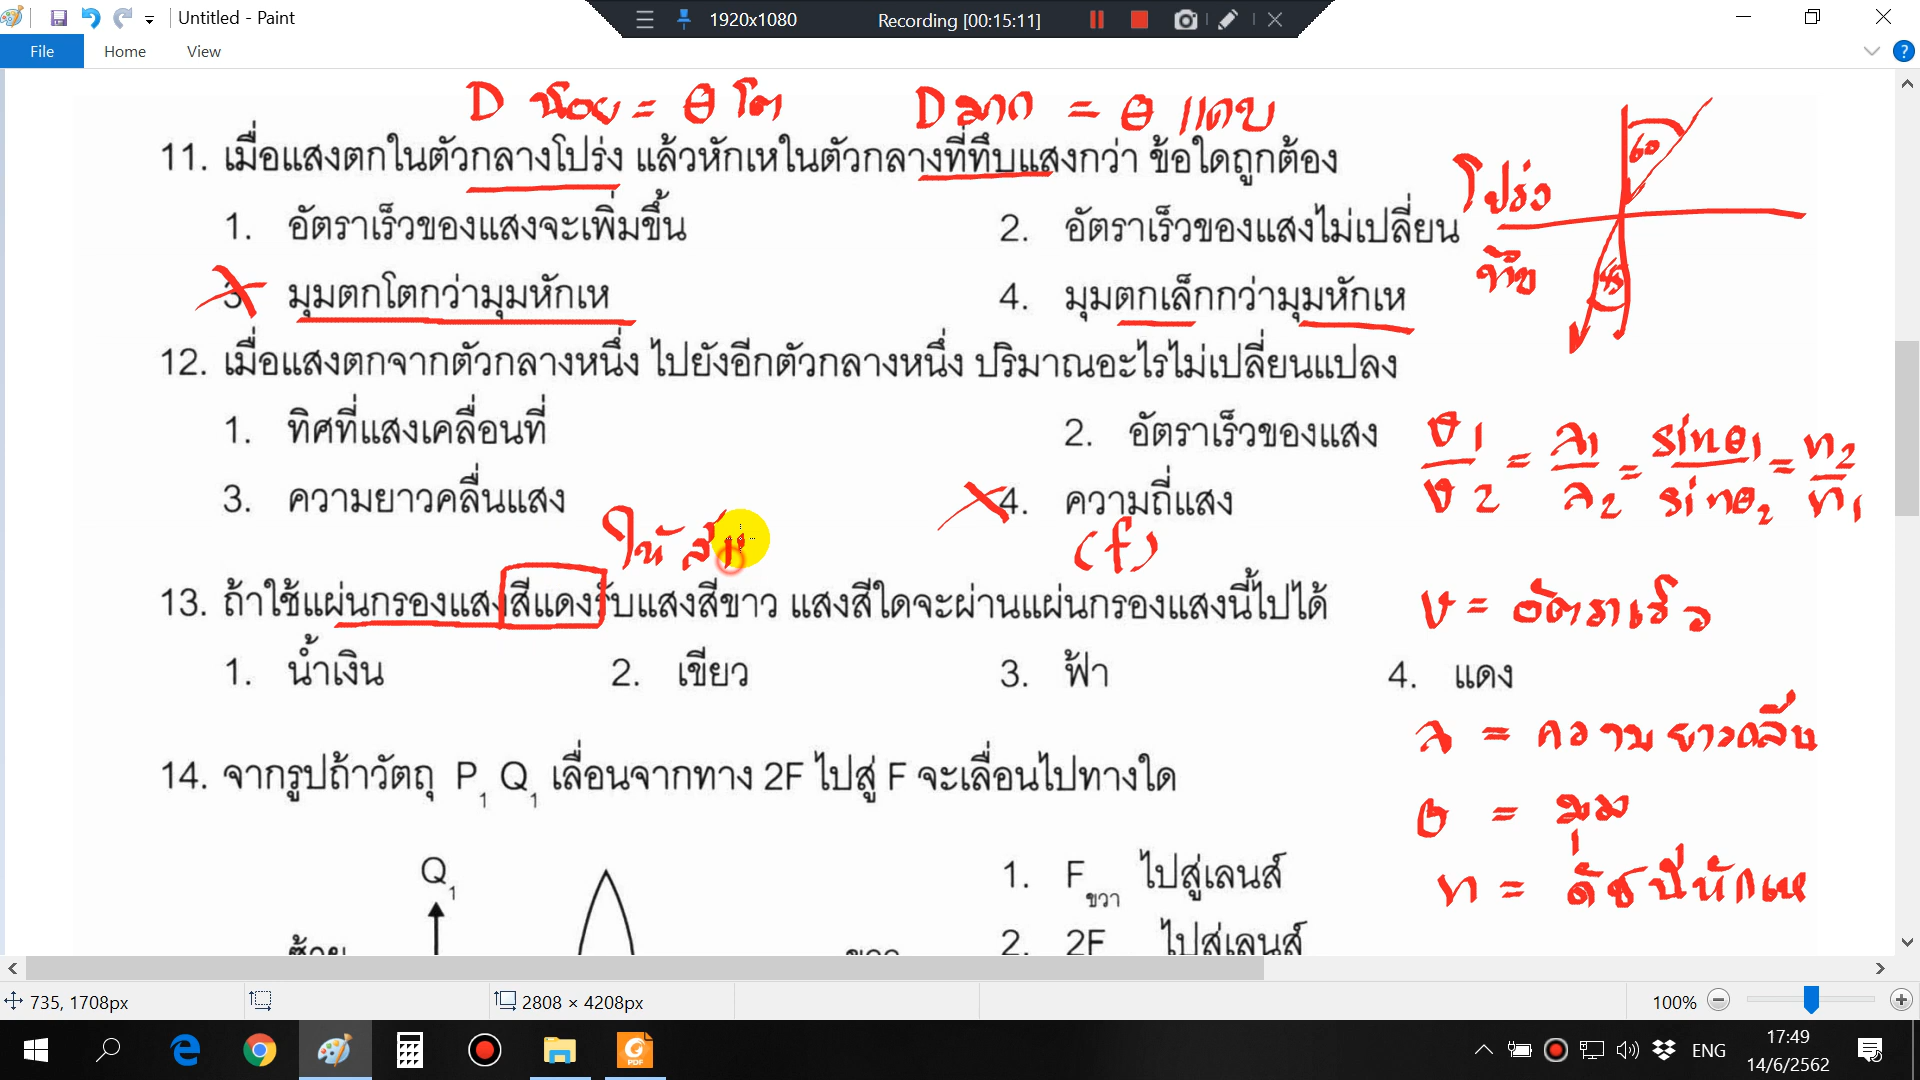 Untitled - Paint
1920x1080
Recording [00:15:11]
File Home View
D น้อย = θ โต D มาก = θ แคบ
11. เมื่อแสงตกในตัวกลางโปร่ง แล้วหักเหในตัวกลางที่ทึบแสงกว่า ข้อใดถูกต้อง
60
โปร่ง
1. อัตราเร็วของแสงจะเพิ่มขึ้น 2. อัตราเร็วของแสงไม่เปลี่ยน
ทึบ
45
3. มุมตกโตกว่ามุมหักเห 4. มุมตกเล็กกว่ามุมหักเห
12. เมื่อแสงตกจากตัวกลางหนึ่ง ไปยังอีกตัวกลางหนึ่ง ปริมาณอะไรไม่เปลี่ยนแปลง
1. ทิศที่แสงเคลื่อนที่ 2. อัตราเร็วของแสง
v1/v2 = λ1/λ2 = sinθ1/sinθ2 = n2/n1
3. ความยาวคลื่นแสง 4. ความถี่แสง
(f)
13. ถ้าใช้แผ่นกรองแสงสีแดงรับแสงสีขาว แสงสีใดจะผ่านแผ่นกรองแสงนี้ไปได้
v = อัตราเร็ว
1. น้ำเงิน 2. เขียว 3. ฟ้า 4. แดง
λ = ความยาวคลื่น
14. จากรูปถ้าวัตถุ P1 Q1 เลื่อนจากทาง 2F ไปสู่ F จะเลื่อนไปทางใด
θ = มุม
Q1
1. Fขวา ไปสู่เลนส์
n = ดัชนีหักเห
ซ้าย ขวา
2. 2F ไปสู่เลนส์
735, 1708px
2808 × 4208px
100%
PDF
ENG
17:49
14/6/2562